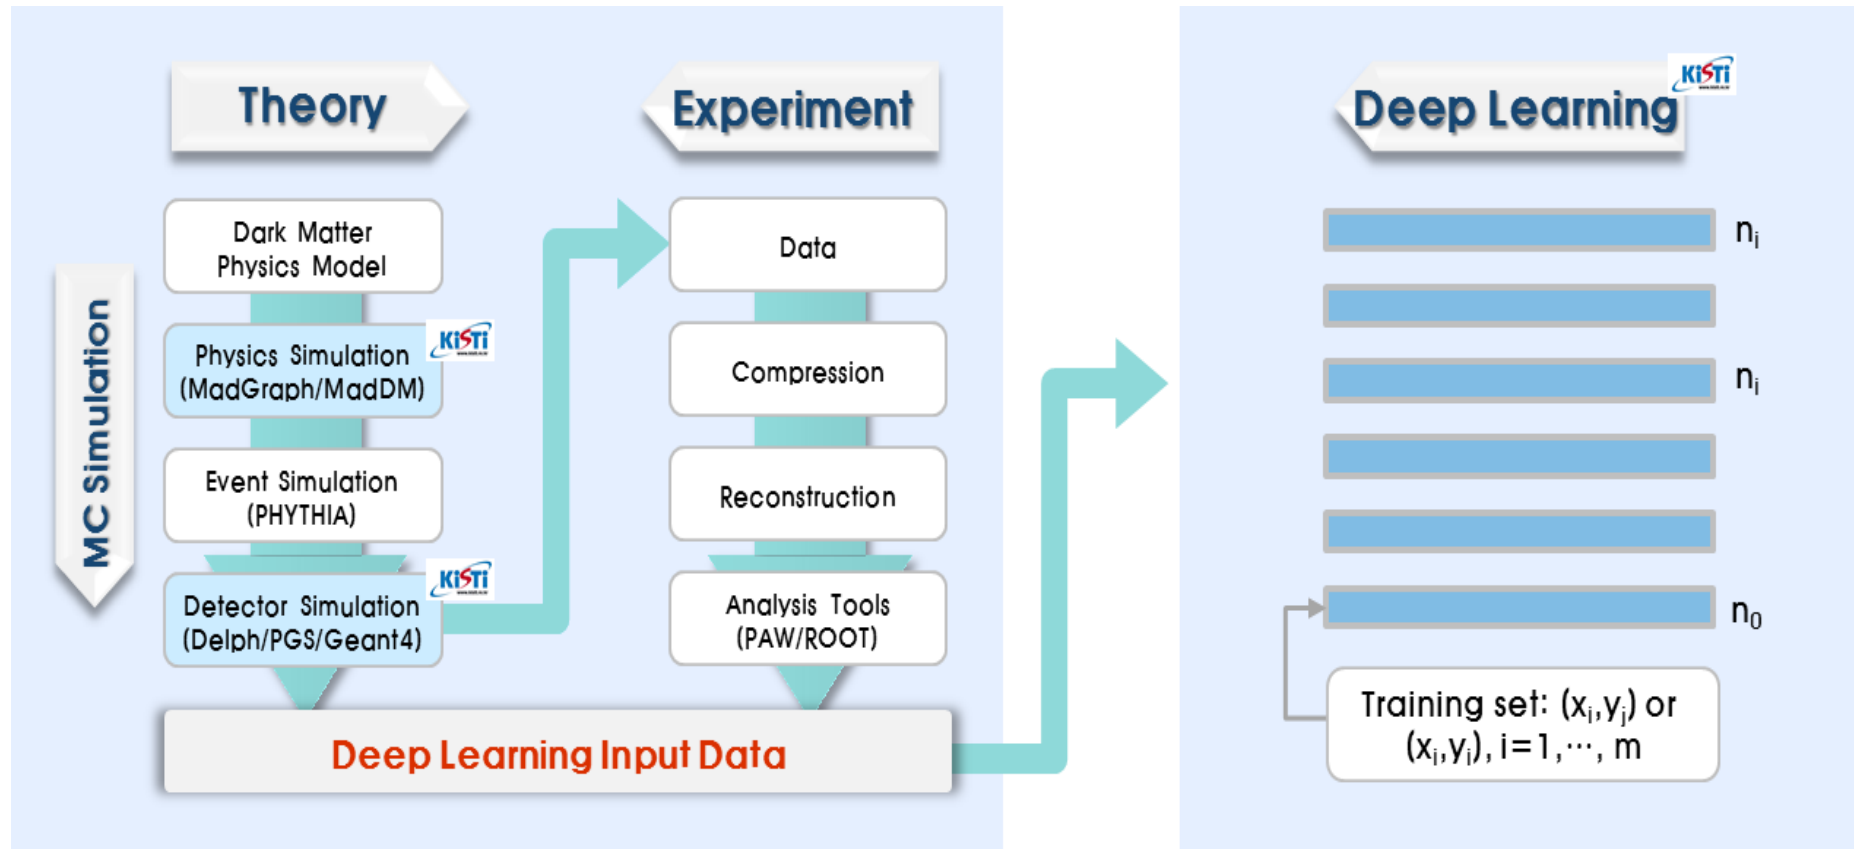 Theory
Experiment
KiSTi
Deep Learning
MC Simulation
Dark Matter
Physics Model
KiSTi
Physics Simulation
(MadGraph/MadDM)
Event Simulation
(PHYTHIA)
KiSTi
Detector Simulation
(Delph/PGS/Geant4)
Data
Compression
Reconstruction
Analysis Tools
(PAW/ROOT)
Deep Learning Input Data
nᵢ
nᵢ
n₀
Training set: (xᵢ,yⱼ) or
(xᵢ,yᵢ), i=1,⋯, m